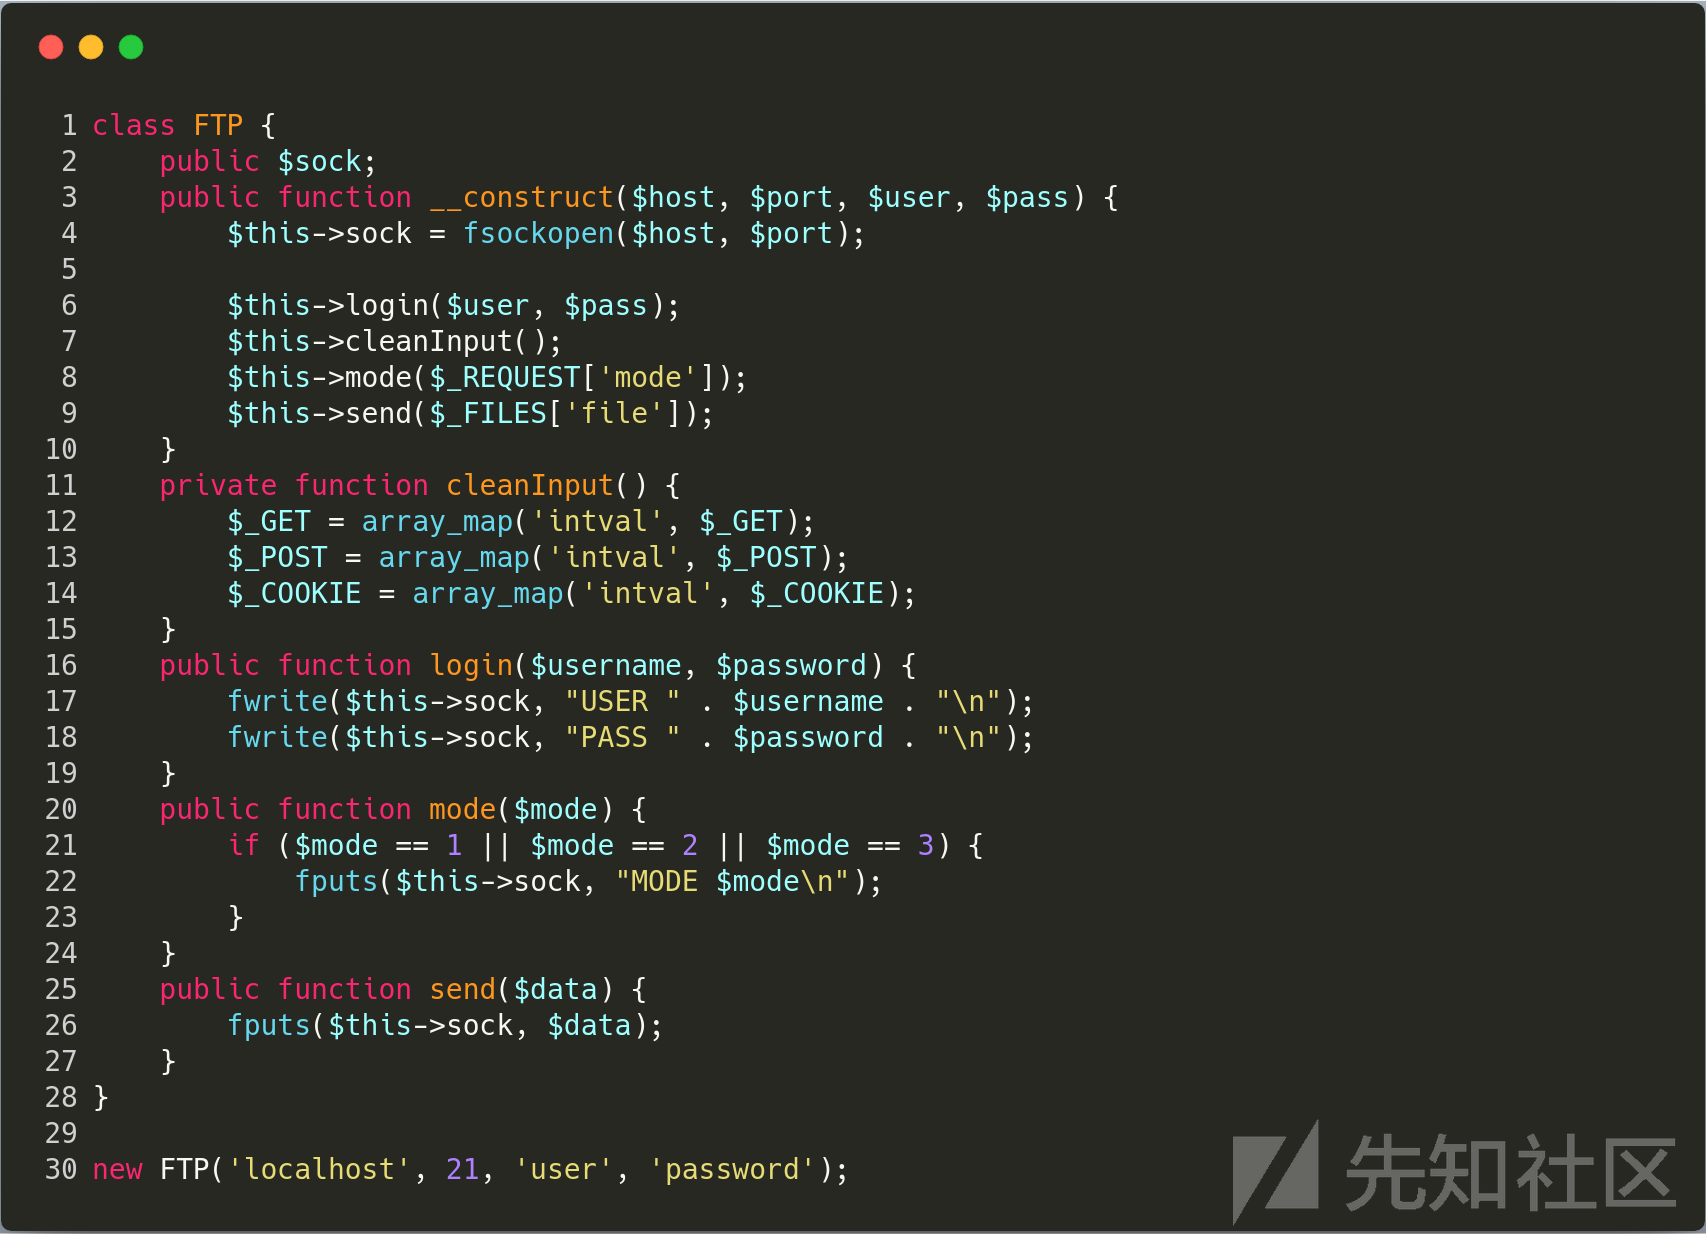 1 class FTP {
2     public $sock;
3     public function __construct($host, $port, $user, $pass) {
4         $this->sock = fsockopen($host, $port);
5
6         $this->login($user, $pass);
7         $this->cleanInput();
8         $this->mode($_REQUEST['mode']);
9         $this->send($_FILES['file']);
10     }
11     private function cleanInput() {
12         $_GET = array_map('intval', $_GET);
13         $_POST = array_map('intval', $_POST);
14         $_COOKIE = array_map('intval', $_COOKIE);
15     }
16     public function login($username, $password) {
17         fwrite($this->sock, "USER " . $username . "\n");
18         fwrite($this->sock, "PASS " . $password . "\n");
19     }
20     public function mode($mode) {
21         if ($mode == 1 || $mode == 2 || $mode == 3) {
22             fputs($this->sock, "MODE $mode\n");
23         }
24     }
25     public function send($data) {
26         fputs($this->sock, $data);
27     }
28 }
29
30 new FTP('localhost', 21, 'user', 'password');
先知社区